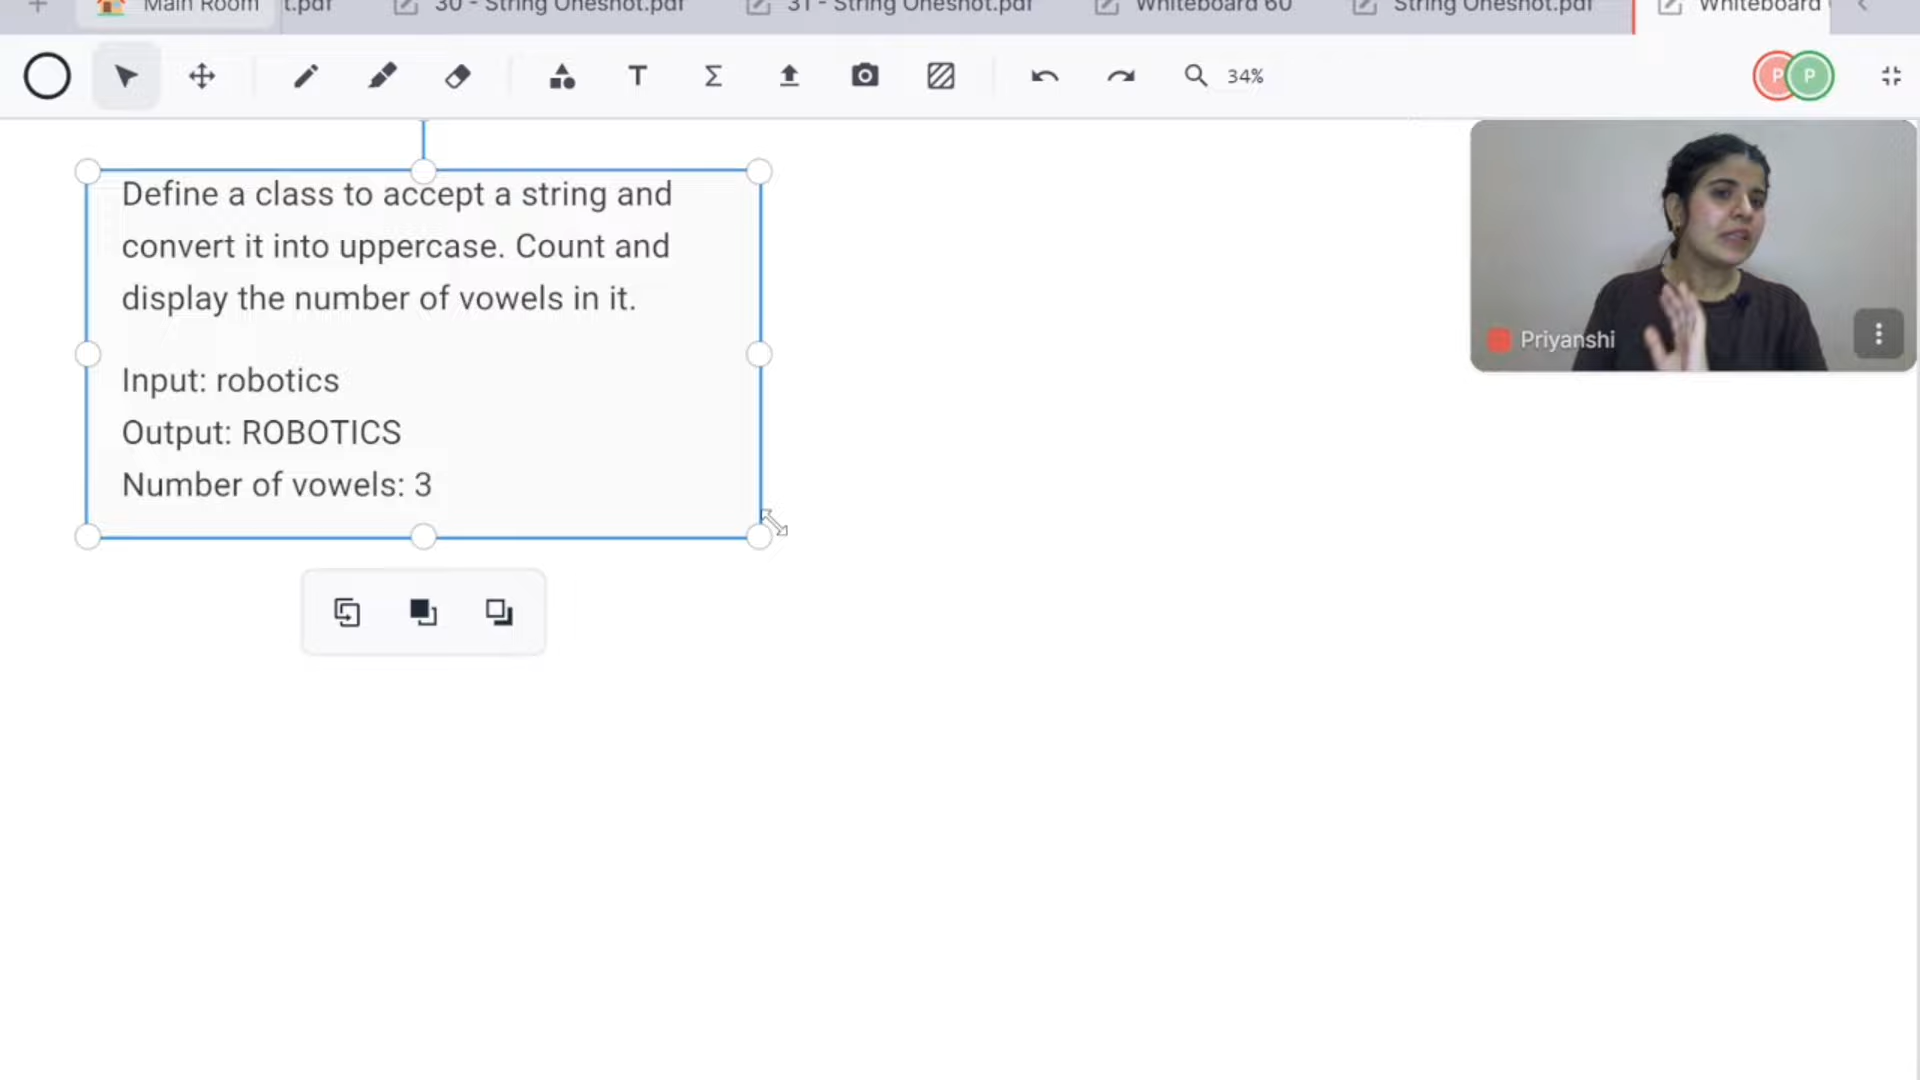 Main Room t.pdf 30 - String Oneshot.pdf 31 - String Oneshot.pdf Whiteboard 60 String Oneshot.pdf Whiteboard
T Σ 34% P P
Define a class to accept a string and
convert it into uppercase. Count and
display the number of vowels in it.
Input: robotics
Output: ROBOTICS
Number of vowels: 3
Priyanshi